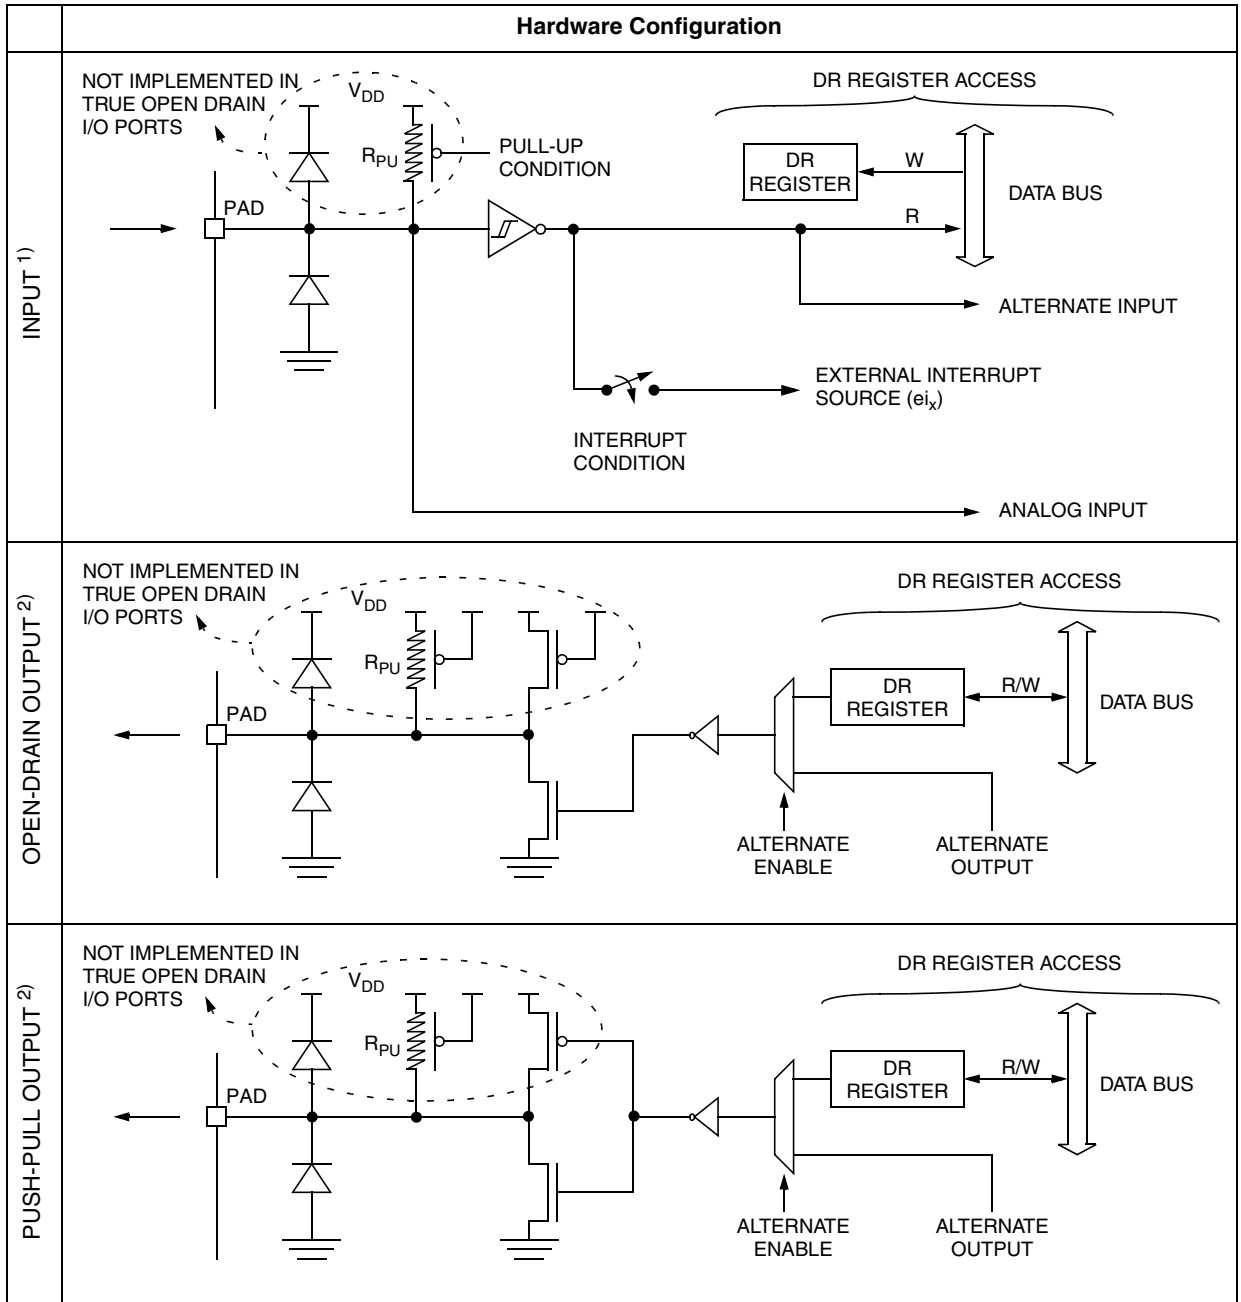 Hardware Configuration
INPUT 1)
NOT IMPLEMENTED IN
TRUE OPEN DRAIN
I/O PORTS
VDD
RPU
PULL-UP
CONDITION
PAD
DR REGISTER ACCESS
DR
REGISTER
W
R
DATA BUS
ALTERNATE INPUT
EXTERNAL INTERRUPT
SOURCE (eix)
INTERRUPT
CONDITION
ANALOG INPUT
OPEN-DRAIN OUTPUT 2)
NOT IMPLEMENTED IN
TRUE OPEN DRAIN
I/O PORTS
VDD
RPU
PAD
DR REGISTER ACCESS
DR
REGISTER
R/W
DATA BUS
ALTERNATE
ENABLE
ALTERNATE
OUTPUT
PUSH-PULL OUTPUT 2)
NOT IMPLEMENTED IN
TRUE OPEN DRAIN
I/O PORTS
VDD
RPU
PAD
DR REGISTER ACCESS
DR
REGISTER
R/W
DATA BUS
ALTERNATE
ENABLE
ALTERNATE
OUTPUT